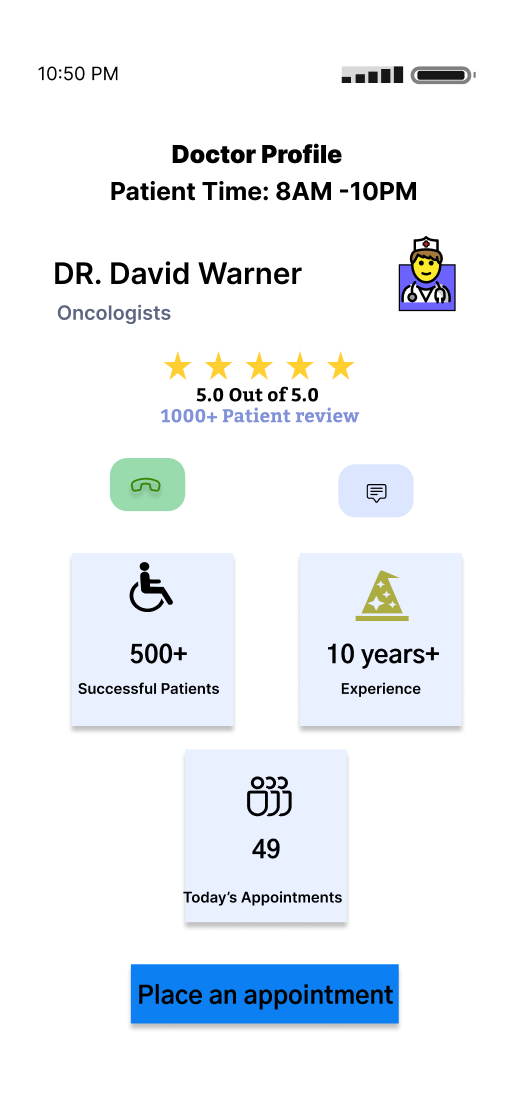 10:50 PM
Doctor Profile
Patient Time: 8AM -10PM
DR. David Warner
Oncologists
5.0 Out of 5.0
1000+ Patient review
500+
Successful Patients
10 years+
Experience
49
Today's Appointments
Place an appointment